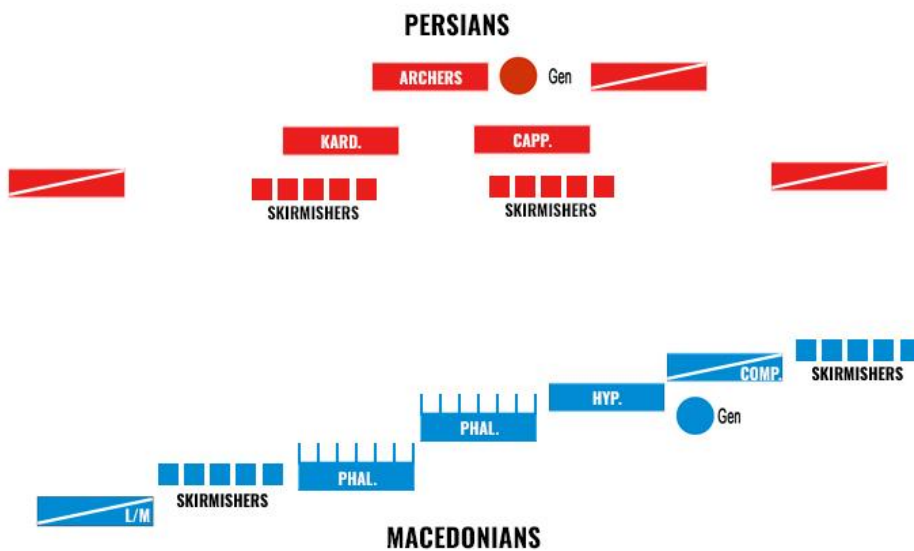 PERSIANS
ARCHERS
Gen
KARD.
CAPP.
SKIRMISHERS
SKIRMISHERS
COMP.
SKIRMISHERS
HYP.
Gen
PHAL.
PHAL.
SKIRMISHERS
L/M
MACEDONIANS